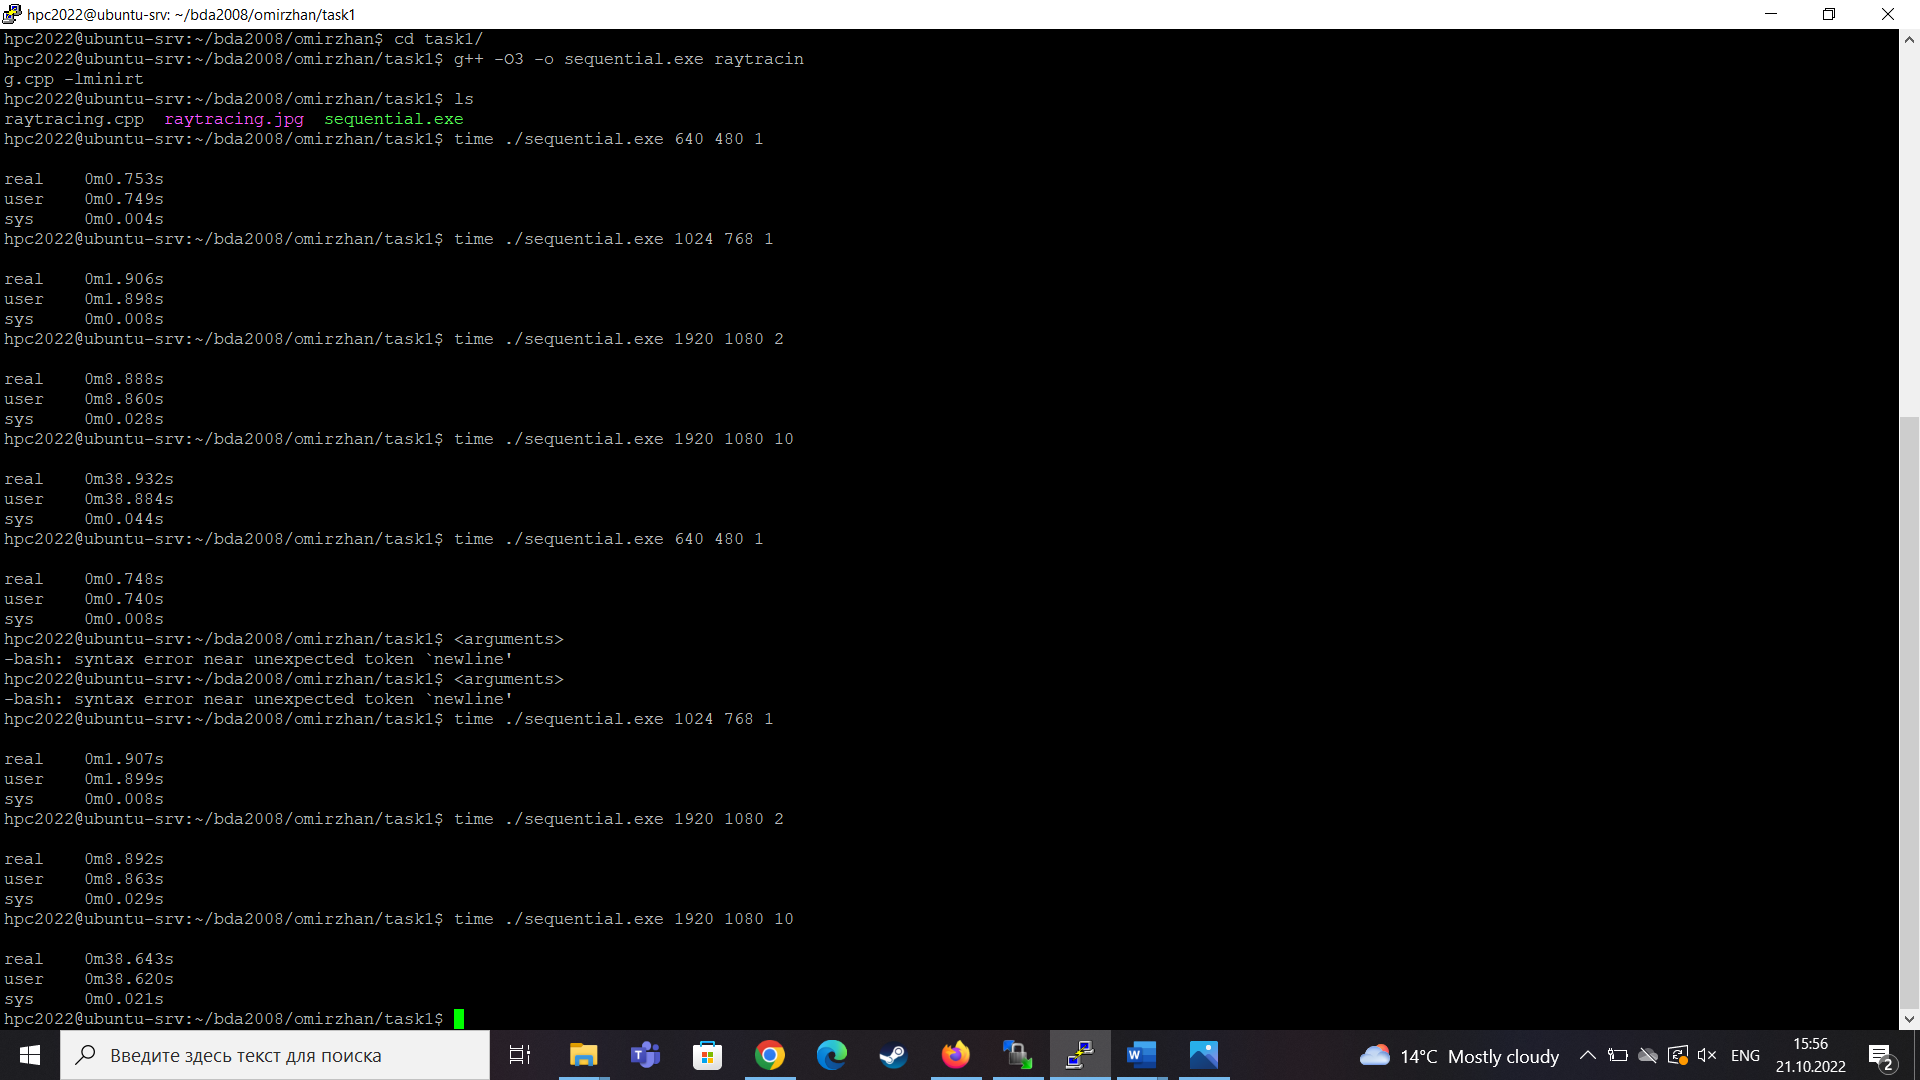 hpc2022@ubuntu-srv: ~/bda2008/omirzhan/task1
hpc2022@ubuntu-srv:~/bda2008/omirzhan$ cd task1/
hpc2022@ubuntu-srv:~/bda2008/omirzhan/task1$ g++ -O3 -o sequential.exe raytracin
g.cpp -lminirt
hpc2022@ubuntu-srv:~/bda2008/omirzhan/task1$ ls
raytracing.cpp  raytracing.jpg  sequential.exe
hpc2022@ubuntu-srv:~/bda2008/omirzhan/task1$ time ./sequential.exe 640 480 1
real    0m0.753s
user    0m0.749s
sys     0m0.004s
hpc2022@ubuntu-srv:~/bda2008/omirzhan/task1$ time ./sequential.exe 1024 768 1
real    0m1.906s
user    0m1.898s
sys     0m0.008s
hpc2022@ubuntu-srv:~/bda2008/omirzhan/task1$ time ./sequential.exe 1920 1080 2
real    0m8.888s
user    0m8.860s
sys     0m0.028s
hpc2022@ubuntu-srv:~/bda2008/omirzhan/task1$ time ./sequential.exe 1920 1080 10
real    0m38.932s
user    0m38.884s
sys     0m0.044s
hpc2022@ubuntu-srv:~/bda2008/omirzhan/task1$ time ./sequential.exe 640 480 1
real    0m0.748s
user    0m0.740s
sys     0m0.008s
hpc2022@ubuntu-srv:~/bda2008/omirzhan/task1$ <arguments>
-bash: syntax error near unexpected token `newline'
hpc2022@ubuntu-srv:~/bda2008/omirzhan/task1$ <arguments>
-bash: syntax error near unexpected token `newline'
hpc2022@ubuntu-srv:~/bda2008/omirzhan/task1$ time ./sequential.exe 1024 768 1
real    0m1.907s
user    0m1.899s
sys     0m0.008s
hpc2022@ubuntu-srv:~/bda2008/omirzhan/task1$ time ./sequential.exe 1920 1080 2
real    0m8.892s
user    0m8.863s
sys     0m0.029s
hpc2022@ubuntu-srv:~/bda2008/omirzhan/task1$ time ./sequential.exe 1920 1080 10
real    0m38.643s
user    0m38.620s
sys     0m0.021s
hpc2022@ubuntu-srv:~/bda2008/omirzhan/task1$
Введите здесь текст для поиска
14°C Mostly cloudy
ENG
15:56
21.10.2022
2